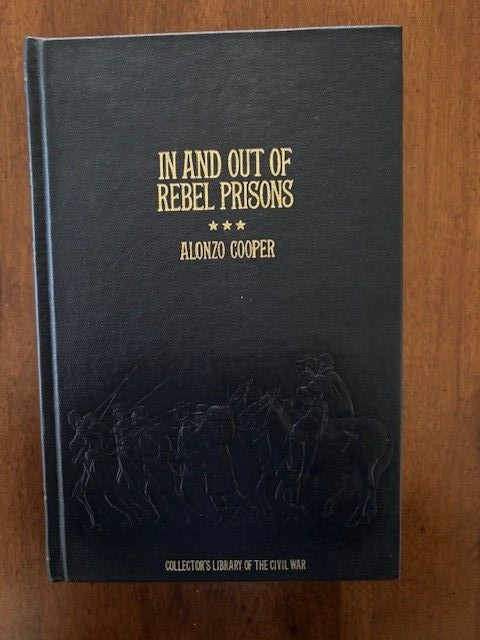 IN AND OUT OF
REBEL PRISONS
★★★
ALONZO COOPER
COLLECTOR'S LIBRARY OF THE CIVIL WAR